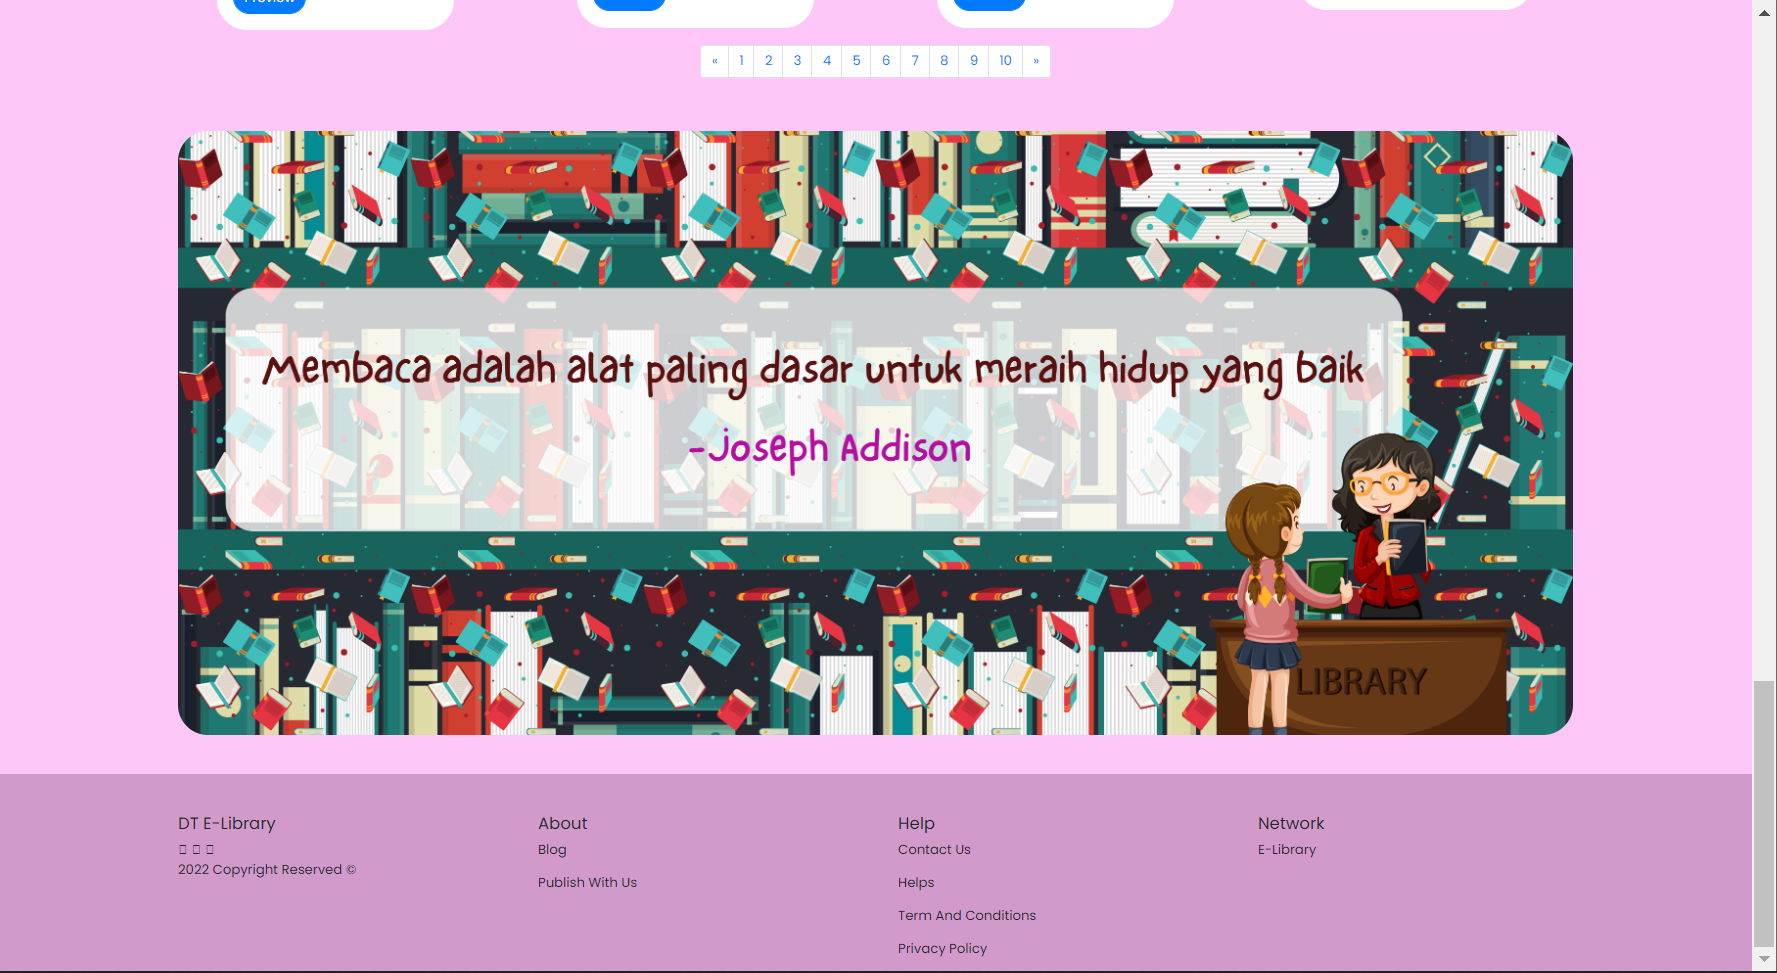 Preview
« 1 2 3 4 5 6 7 8 9 10 »
Membaca adalah alat paling dasar untuk meraih hidup yang baik
-Joseph Addison
LIBRARY
DT E-Library
2022 Copyright Reserved ©
About
Blog
Publish With Us
Help
Contact Us
Helps
Term And Conditions
Privacy Policy
Network
E-Library